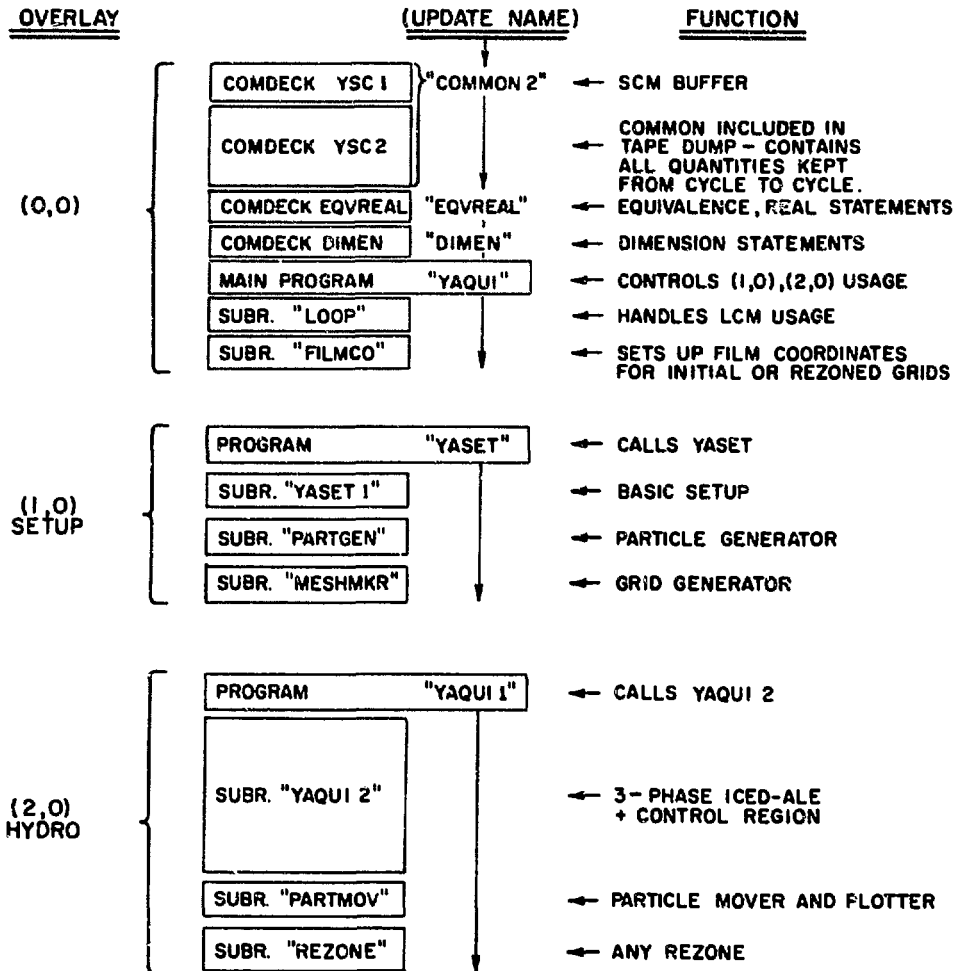 OVERLAY (UPDATE NAME) FUNCTION
COMDECK YSC 1 "COMMON 2" SCM BUFFER
COMDECK YSC 2
COMMON INCLUDED IN
TAPE DUMP - CONTAINS
ALL QUANTITIES KEPT
FROM CYCLE TO CYCLE.
(0,0)
COMDECK EQVREAL "EQVREAL" EQUIVALENCE, REAL STATEMENTS
COMDECK DIMEN "DIMEN" DIMENSION STATEMENTS
MAIN PROGRAM "YAQUI" CONTROLS (1,0),(2,0) USAGE
SUBR. "LOOP" HANDLES LCM USAGE
SUBR. "FILMCO" SETS UP FILM COORDINATES
FOR INITIAL OR REZONED GRIDS
PROGRAM "YASET" CALLS YASET
(1,0)
SETUP
SUBR. "YASET 1" BASIC SETUP
SUBR. "PARTGEN" PARTICLE GENERATOR
SUBR. "MESHMKR" GRID GENERATOR
PROGRAM "YAQUI 1" CALLS YAQUI 2
(2,0)
HYDRO
SUBR. "YAQUI 2" 3-PHASE ICED-ALE
+ CONTROL REGION
SUBR. "PARTMOV" PARTICLE MOVER AND PLOTTER
SUBR. "REZONE" ANY REZONE